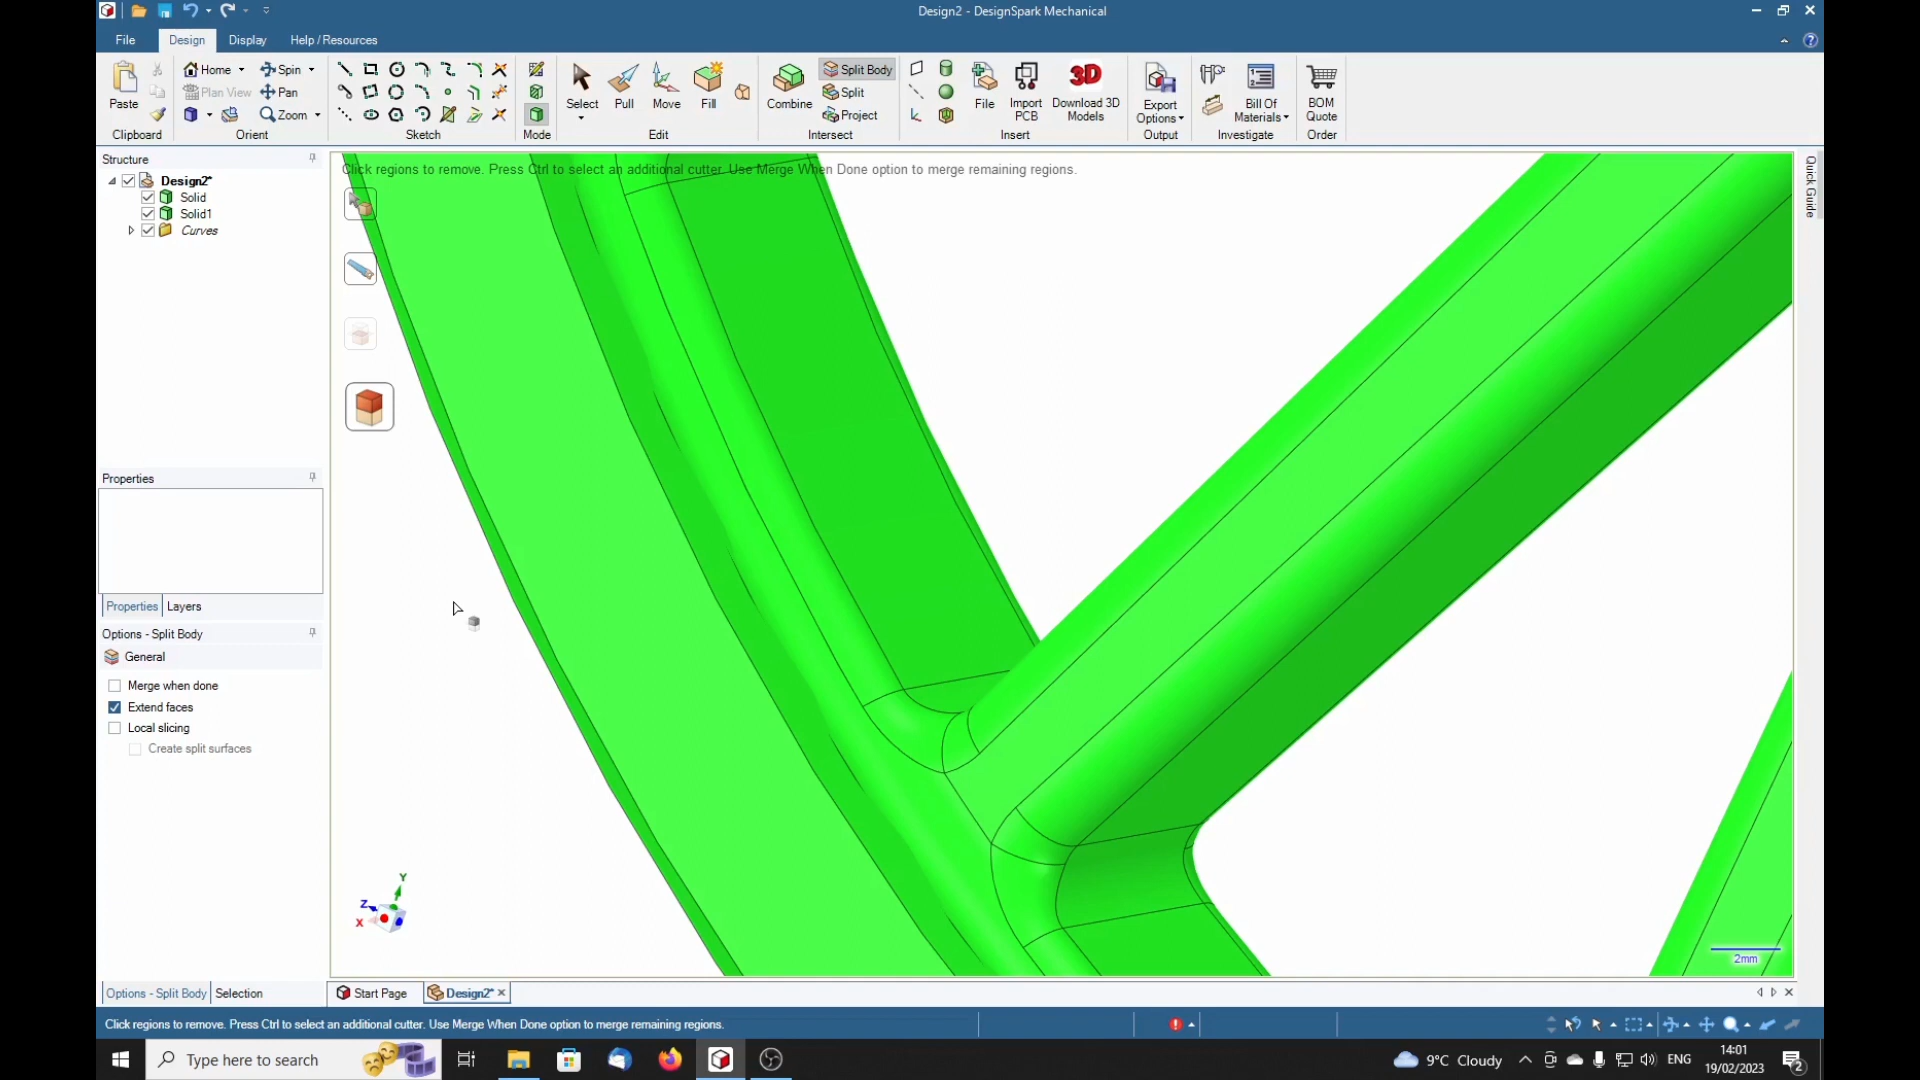 Design2 - DesignSpark Mechanical
File
Design
Display
Help / Resources
Paste
Clipboard
Home
Spin
Plan View
Pan
Zoom
Orient
Sketch
Mode
Select
Pull
Move
Fill
Edit
Combine
Split Body
Split
Project
Intersect
File
Import PCB
Download 3D Models
Insert
Export Options
Output
Bill Of Materials
Investigate
BOM Quote
Order
3D
Structure
Design2*
Solid
Solid1
Curves
Click regions to remove. Press Ctrl to select an additional cutter. Use Merge When Done option to merge remaining regions.
Quick Guide
Properties
Properties
Layers
Options - Split Body
General
Merge when done
Extend faces
Local slicing
Create split surfaces
Y
Z
X
2mm
Options - Split Body
Selection
Start Page
Design2*
Click regions to remove. Press Ctrl to select an additional cutter. Use Merge When Done option to merge remaining regions.
Type here to search
9°C Cloudy
ENG
14:01
19/02/2023
2